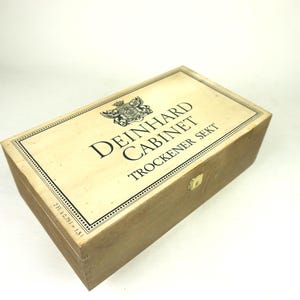 DEINHARD
CABINET
TROCKENER SEKT